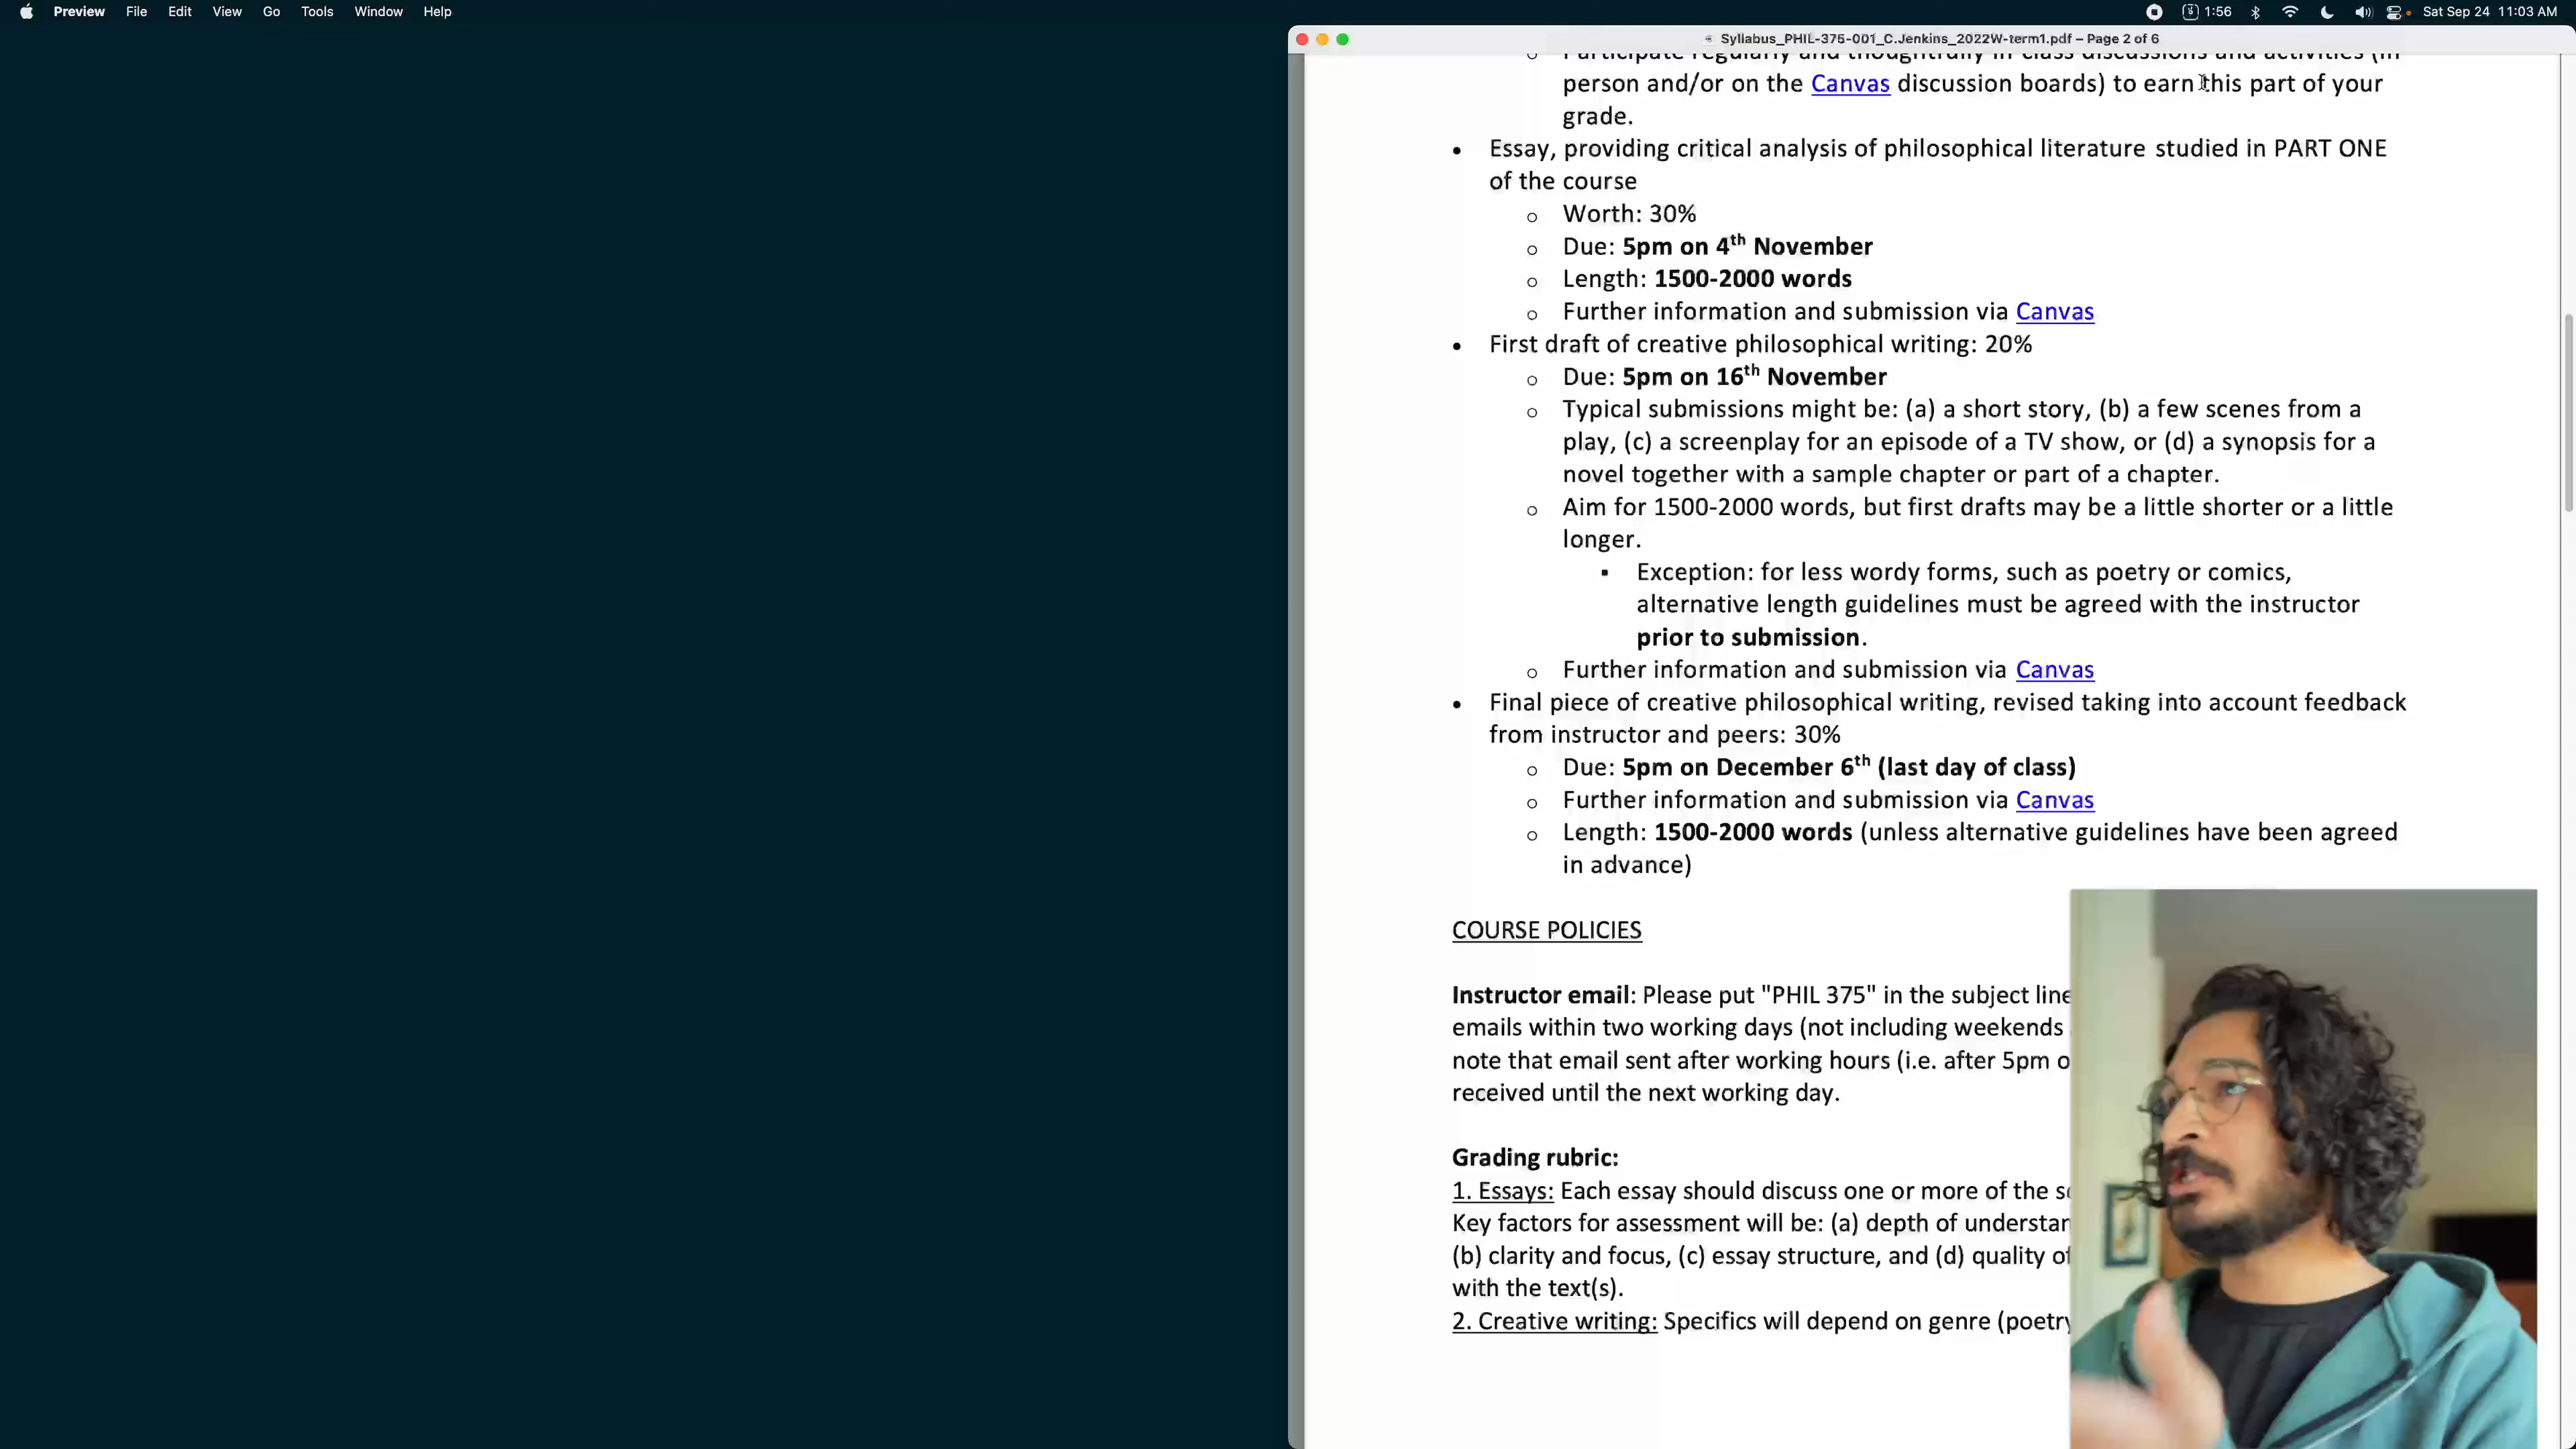 Preview File Edit View Go Tools Window Help
1:56 Sat Sep 24 11:03 AM
Syllabus_PHIL-375-001_C.Jenkins_2022W-term1.pdf – Page 2 of 6
o Participate regularly and thoughtfully in class discussions and activities (in
person and/or on the Canvas discussion boards) to earn this part of your
grade.
• Essay, providing critical analysis of philosophical literature studied in PART ONE
of the course
o Worth: 30%
o Due: 5pm on 4th November
o Length: 1500-2000 words
o Further information and submission via Canvas
• First draft of creative philosophical writing: 20%
o Due: 5pm on 16th November
o Typical submissions might be: (a) a short story, (b) a few scenes from a
play, (c) a screenplay for an episode of a TV show, or (d) a synopsis for a
novel together with a sample chapter or part of a chapter.
o Aim for 1500-2000 words, but first drafts may be a little shorter or a little
longer.
▪ Exception: for less wordy forms, such as poetry or comics,
alternative length guidelines must be agreed with the instructor
prior to submission.
o Further information and submission via Canvas
• Final piece of creative philosophical writing, revised taking into account feedback
from instructor and peers: 30%
o Due: 5pm on December 6th (last day of class)
o Further information and submission via Canvas
o Length: 1500-2000 words (unless alternative guidelines have been agreed
in advance)
COURSE POLICIES
Instructor email: Please put "PHIL 375" in the subject line
emails within two working days (not including weekends
note that email sent after working hours (i.e. after 5pm
received until the next working day.
Grading rubric:
1. Essays: Each essay should discuss one or more of the
Key factors for assessment will be: (a) depth of
(b) clarity and focus, (c) essay structure, and (d) quality
with the text(s).
2. Creative writing: Specifics will depend on genre (poetry